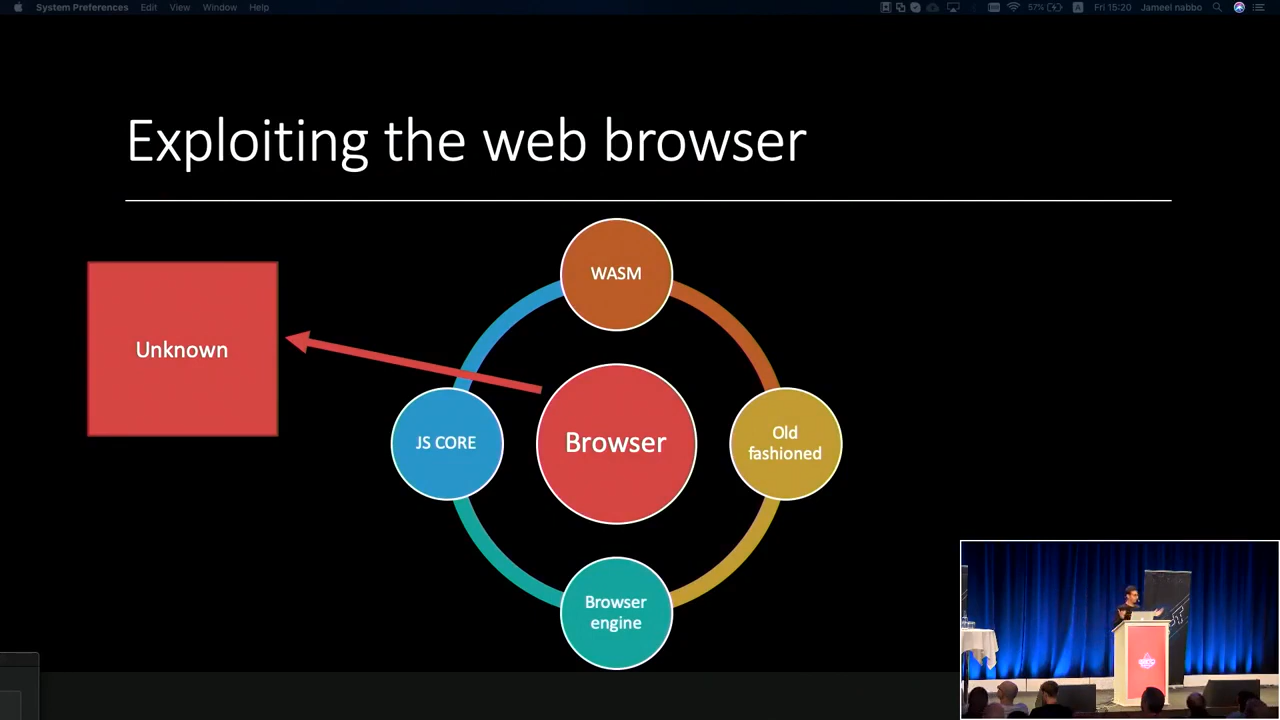 System Preferences Edit View Window Help
57% A Fri 15:20 Jameel nabbo
Exploiting the web browser
WASM
Unknown
JS CORE
Browser
Old
fashioned
Browser
engine